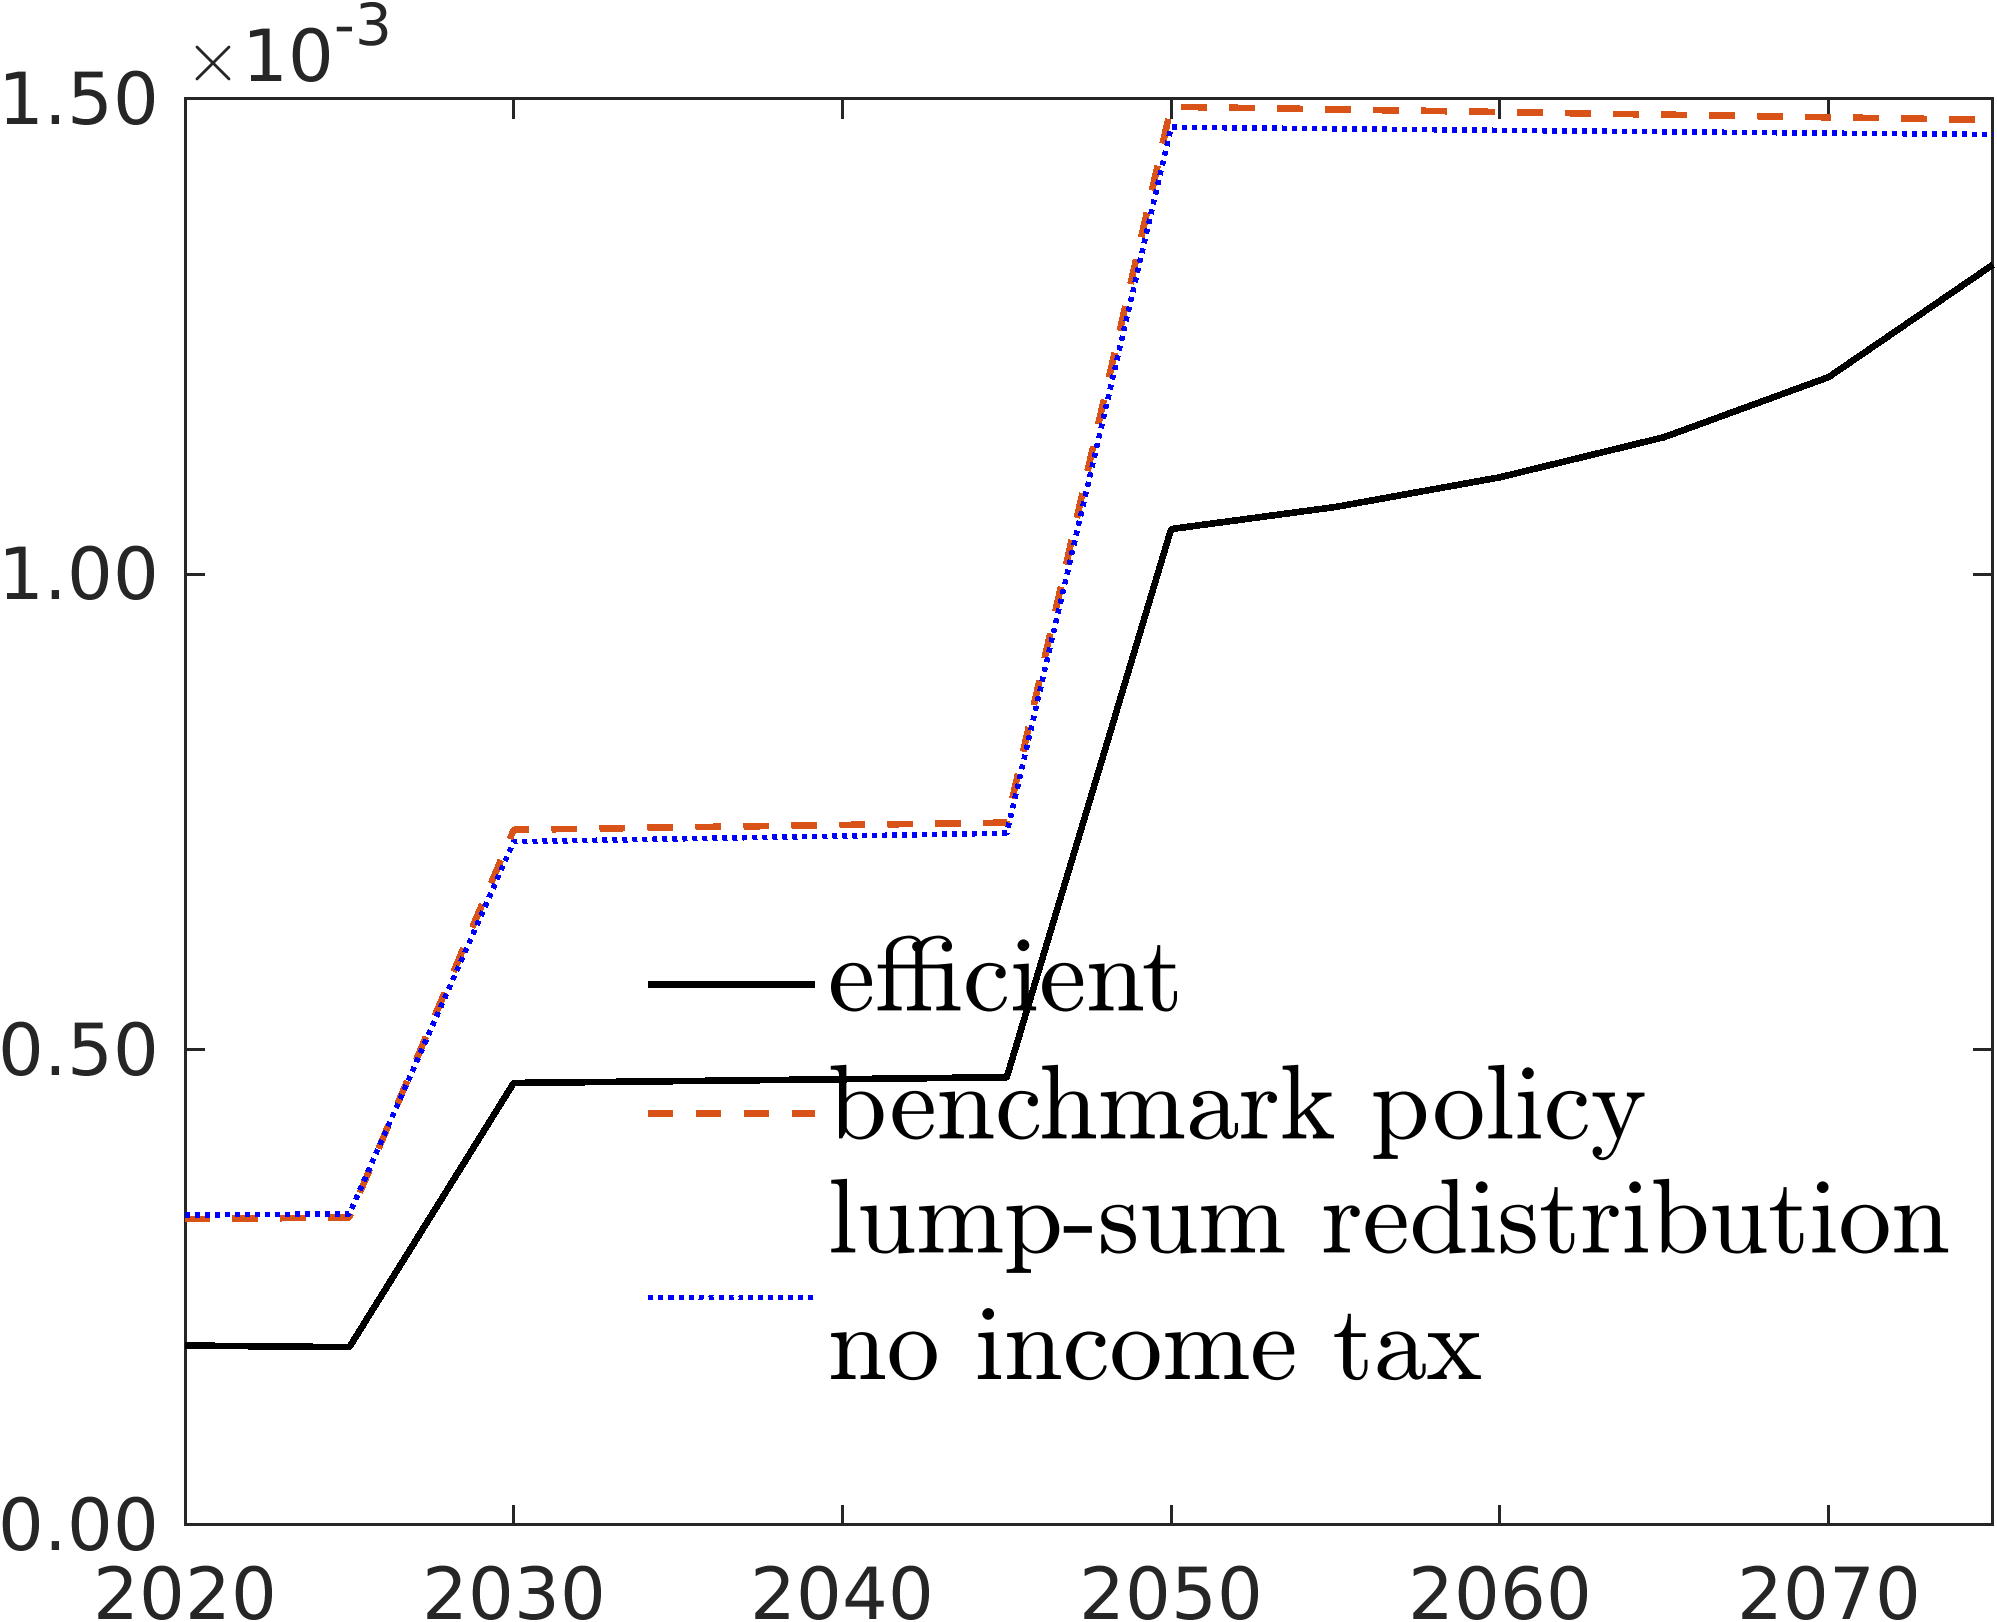 ×10-3
1.50
1.00
0.50
0.00
efficient
benchmark policy
lump-sum redistribution
no income tax
2020 2030 2040 2050 2060 2070